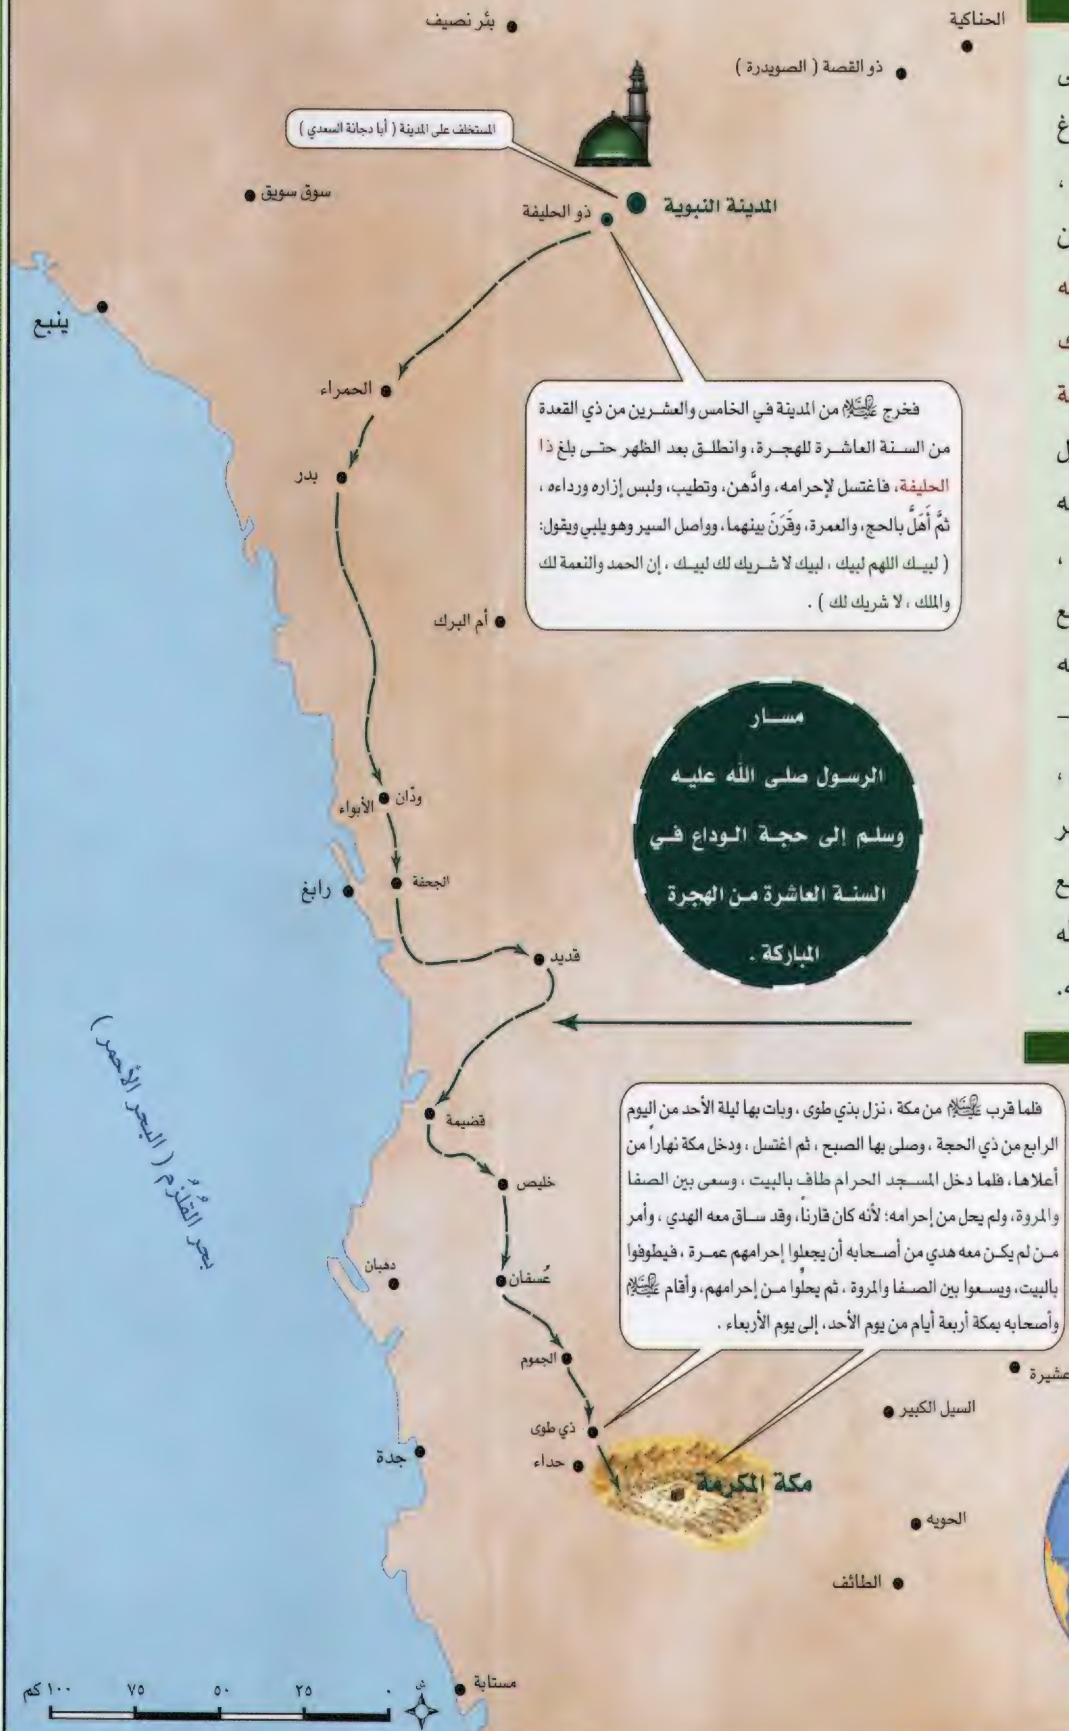 الحناكية
بئر نصيف
ذو القصة ( الصويدرة )
المستخلف على المدينة ( أبا دجانة السعدي )
سوق سويق
المدينة النبوية
ذو الحليفة
ينبع
الحمراء
بدر
فخرج ﷺ من المدينة في الخامس والعشرين من ذي القعدة
من السنة العاشرة للهجرة، وانطلق بعد الظهر حتى بلغ ذا
الحليفة، فاغتسل لإحرامه، وادَّهن، وتطيب، ولبس إزاره ورداءه ،
ثمَّ أَهَلَّ بالحج، والعمرة، وقَرَنَ بينهما، وواصل السير وهو يلبي ويقول:
( لبيك اللهم لبيك ، لبيك لا شريك لك لبيك ، إن الحمد والنعمة لك
والملك ، لا شريك لك ) .
أم البرك
مسار
الرسول صلى الله عليه
وسلم إلى حجة الوداع في
السنة العاشرة من الهجرة
المباركة .
ودّان
الأبواء
الجحفة
رابغ
قديد
بحر القُلْزُم ( البحر الأحمر )
قضيمة
فلما قرب ﷺ من مكة ، نزل بذي طوى ، وبات بها ليلة الأحد من اليوم
الرابع من ذي الحجة ، وصلى بها الصبح ، ثم اغتسل ، ودخل مكة نهاراً من
أعلاها، فلما دخل المسجد الحرام طاف بالبيت ، وسعى بين الصفا
والمروة، ولم يحل من إحرامه؛ لأنه كان قارناً، وقد ساق معه الهدي ، وأمر
من لم يكن معه هدي من أصحابه أن يجعلوا إحرامهم عمرة ، فيطوفوا
بالبيت، ويسعوا بين الصفا والمروة ، ثم يحلُّوا من إحرامهم، وأقام ﷺ
وأصحابه بمكة أربعة أيام من يوم الأحد، إلى يوم الأربعاء .
خليص
دهبان
عُسفان
الجموم
عشيرة
السيل الكبير
ذي طوى
جدة
حداء
مكة المكرمة
الحويه
الطائف
مستابة
ش
٠ ٢٥ ٥٠ ٧٥ ١٠٠ كم